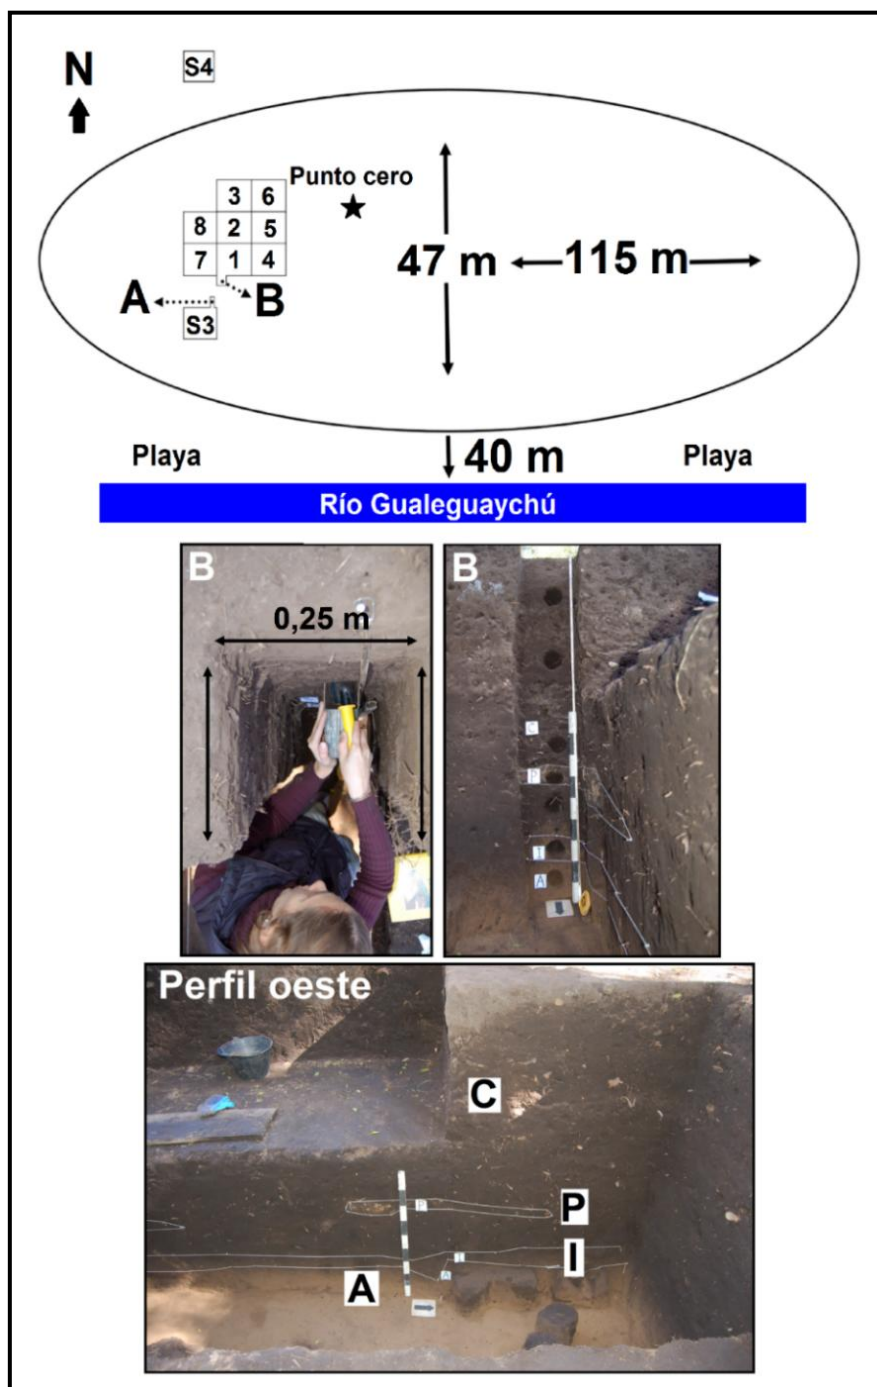 N
S4
Punto cero
3 6
8 2 5
7 1 4
47 m
115 m
A
B
S3
Playa
40 m
Playa
Río Gualeguaychú
B
0,25 m
B
C
P
I
A
Perfil oeste
C
P
P
I
I
A
A